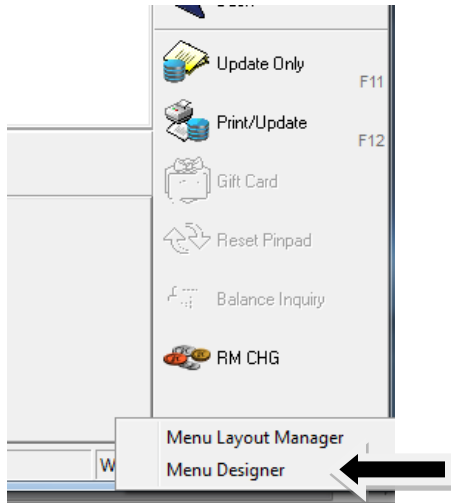 Update Only
F11
Print/Update
F12
Gift Card
Reset Pinpad
Balance Inquiry
RM CHG
Menu Layout Manager
W
Menu Designer